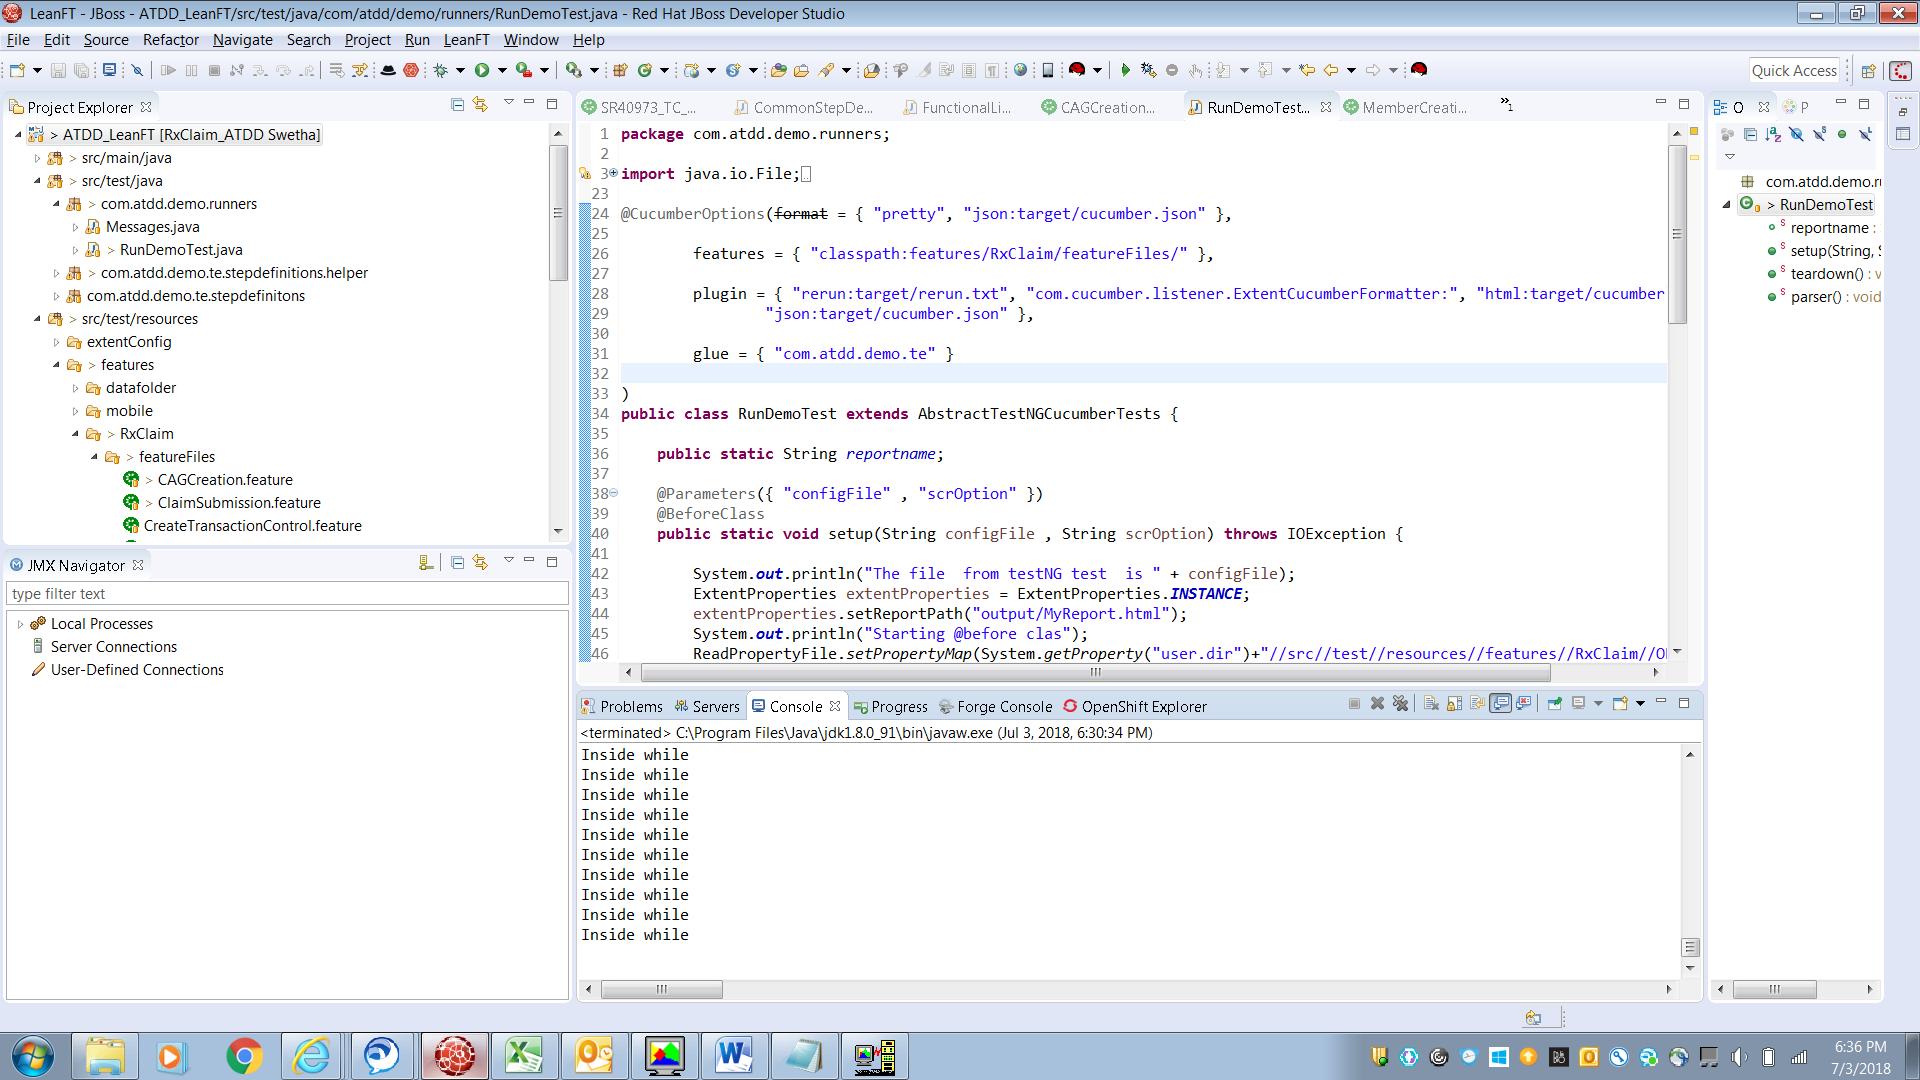 LeanFT - JBoss - ATDD_LeanFT/src/test/java/com/atdd/demo/runners/RunDemoTest.java - Red Hat JBoss Developer Studio
File Edit Source Refactor Navigate Search Project Run LeanFT Window Help
Quick Access
Project Explorer
> ATDD_LeanFT [RxClaim_ATDD Swetha]
> src/main/java
> src/test/java
> com.atdd.demo.runners
Messages.java
> RunDemoTest.java
> com.atdd.demo.te.stepdefinitions.helper
com.atdd.demo.te.stepdefinitons
> src/test/resources
extentConfig
> features
datafolder
mobile
> RxClaim
> featureFiles
> CAGCreation.feature
> ClaimSubmission.feature
CreateTransactionControl.feature
JMX Navigator
type filter text
Local Processes
Server Connections
User-Defined Connections
SR40973_TC_... CommonStepDe... FunctionalLi... CAGCreation... RunDemoTest... MemberCreati... »1
1 package com.atdd.demo.runners;
2
3 import java.io.File;
23
24 @CucumberOptions(format = { "pretty", "json:target/cucumber.json" },
25
26 features = { "classpath:features/RxClaim/featureFiles/" },
27
28 plugin = { "rerun:target/rerun.txt", "com.cucumber.listener.ExtentCucumberFormatter:", "html:target/cucumber
29 "json:target/cucumber.json" },
30
31 glue = { "com.atdd.demo.te" }
32
33 )
34 public class RunDemoTest extends AbstractTestNGCucumberTests {
35
36 public static String reportname;
37
38 @Parameters({ "configFile" , "scrOption" })
39 @BeforeClass
40 public static void setup(String configFile , String scrOption) throws IOException {
41
42 System.out.println("The file  from testNG test  is " + configFile);
43 ExtentProperties extentProperties = ExtentProperties.INSTANCE;
44 extentProperties.setReportPath("output/MyReport.html");
45 System.out.println("Starting @before clas");
46 ReadPropertyFile.setPropertyMap(System.getProperty("user.dir")+"//src//test//resources//features//RxClaim//O
O P
com.atdd.demo.ru
> RunDemoTest
reportname :
setup(String, S
teardown() : v
parser() : void
Problems Servers Console Progress Forge Console OpenShift Explorer
<terminated> C:\Program Files\Java\jdk1.8.0_91\bin\javaw.exe (Jul 3, 2018, 6:30:34 PM)
Inside while
Inside while
Inside while
Inside while
Inside while
Inside while
Inside while
Inside while
Inside while
Inside while
6:36 PM
7/3/2018